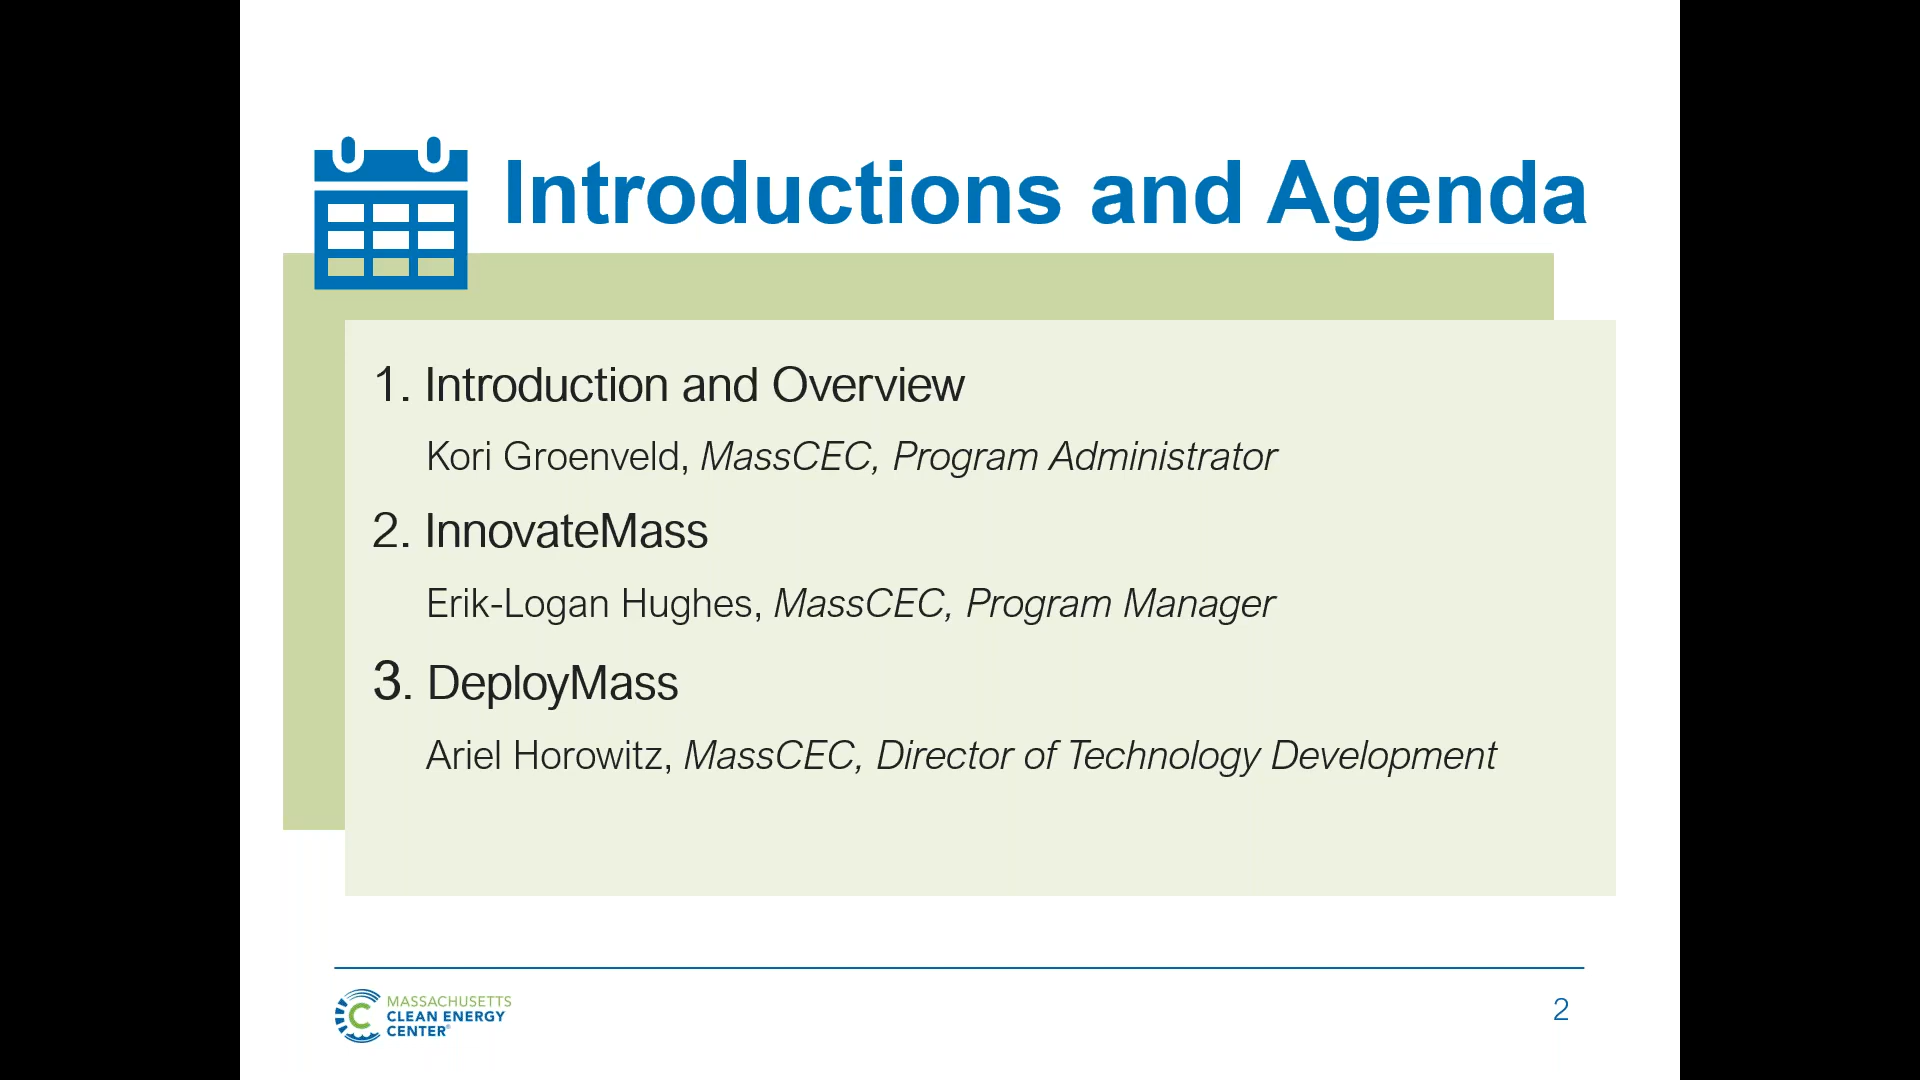 Introductions and Agenda
1. Introduction and Overview
Kori Groenveld, MassCEC, Program Administrator
2. InnovateMass
Erik-Logan Hughes, MassCEC, Program Manager
3. DeployMass
Ariel Horowitz, MassCEC, Director of Technology Development
MASSACHUSETTS
CLEAN ENERGY
CENTER®
2